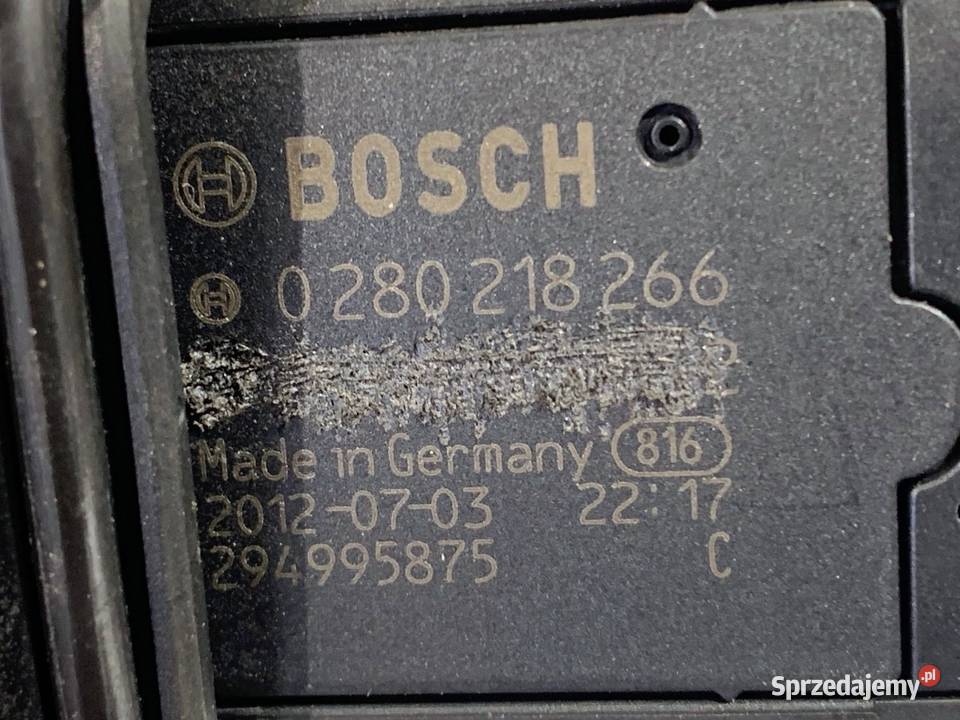 BOSCH
0 280 218 266
Made in Germany 816
2012-07-03 22:17
294995875 C
Sprzedajemy.pl